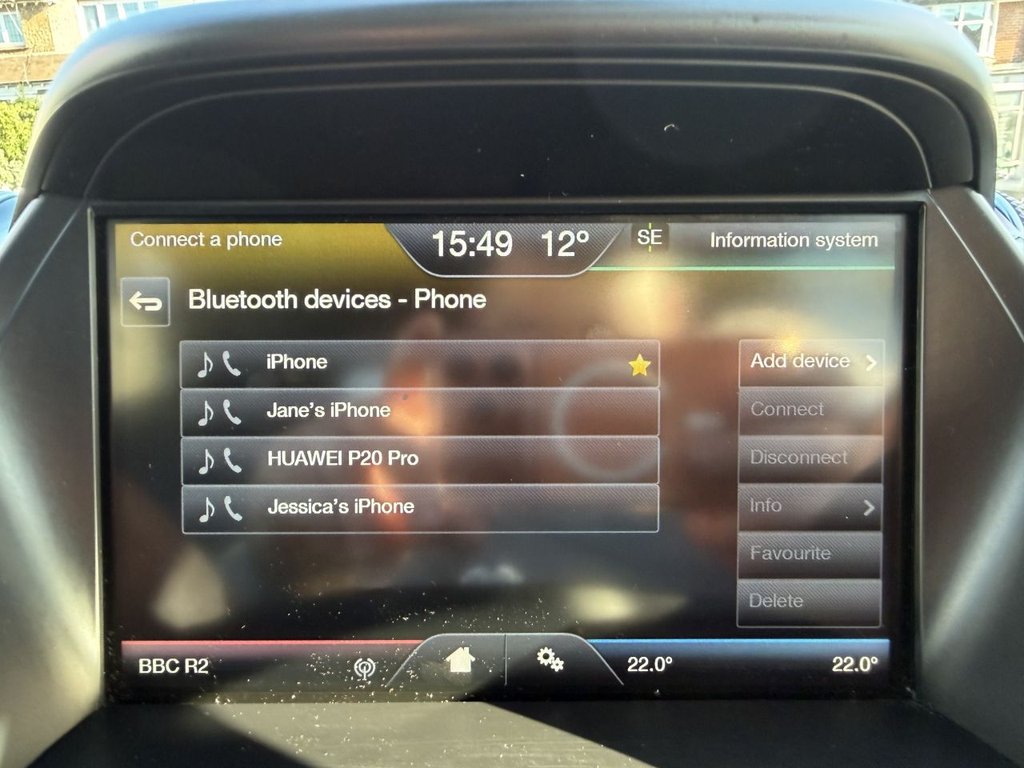 Connect a phone
15:49 12°
SE
Information system
Bluetooth devices - Phone
iPhone
Jane's iPhone
HUAWEI P20 Pro
Jessica's iPhone
Add device
Connect
Disconnect
Info
Favourite
Delete
BBC R2
22.0°
22.0°